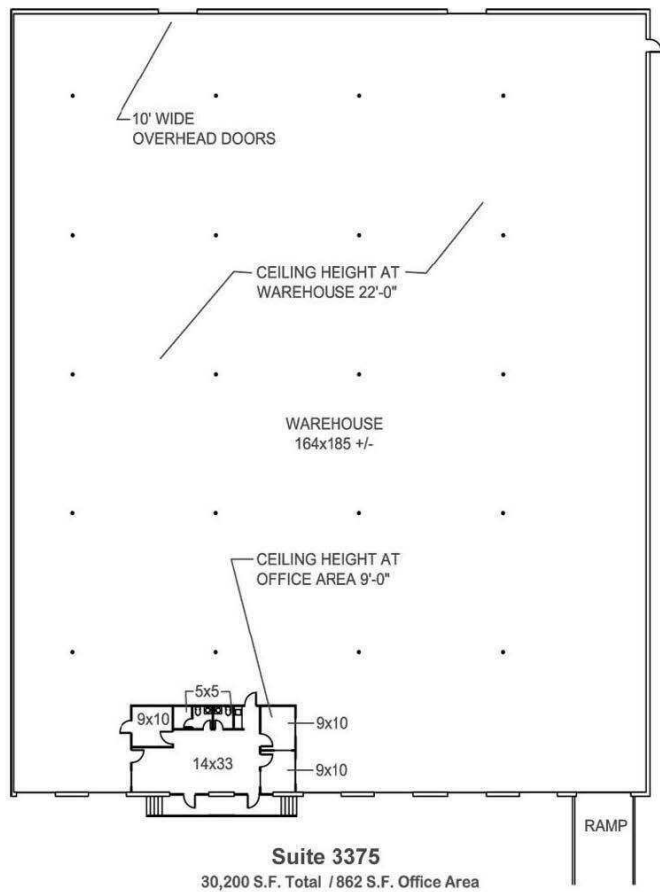 10' WIDE
OVERHEAD DOORS
CEILING HEIGHT AT
WAREHOUSE 22'-0"
WAREHOUSE
164x185 +/-
CEILING HEIGHT AT
OFFICE AREA 9'-0"
5x5
9x10
9x10
14x33
9x10
RAMP
Suite 3375
30,200 S.F. Total / 862 S.F. Office Area